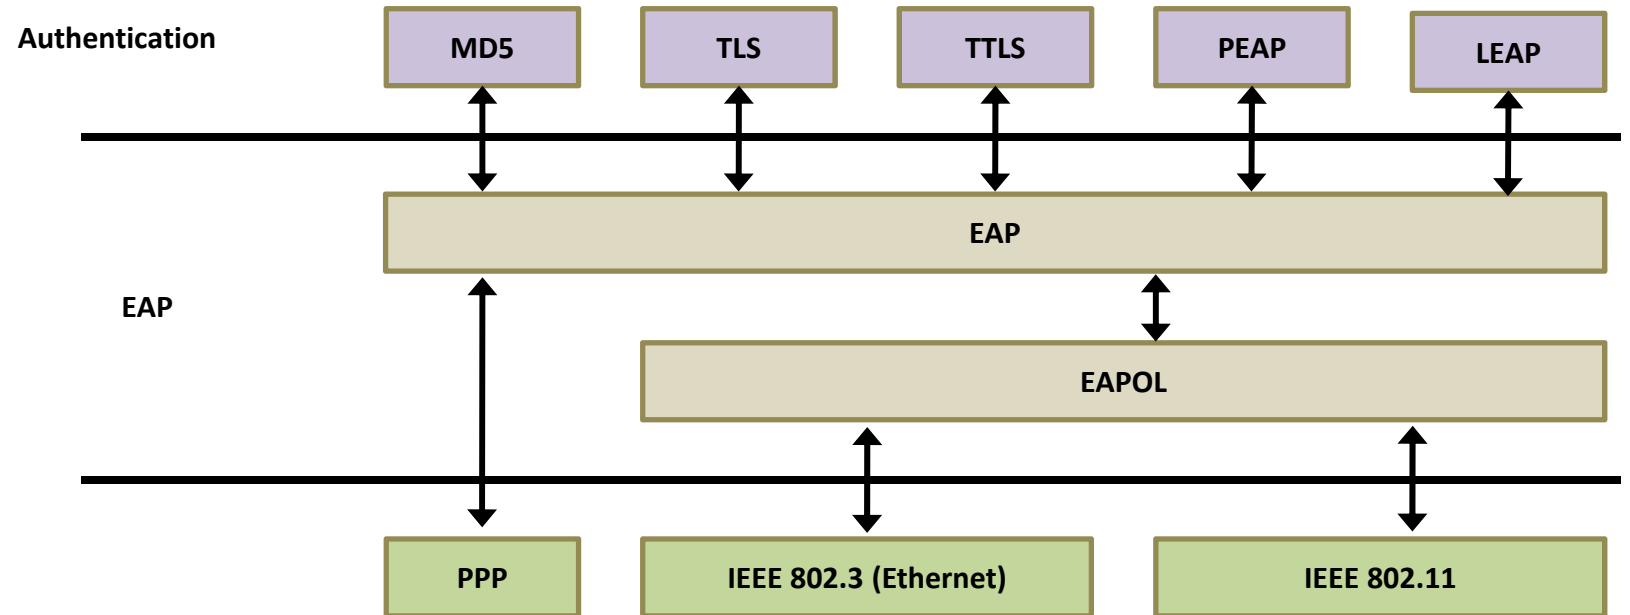 Authentication
MD5
TLS
TTLS
PEAP
LEAP
EAP
EAP
EAPOL
PPP
IEEE 802.3 (Ethernet)
IEEE 802.11